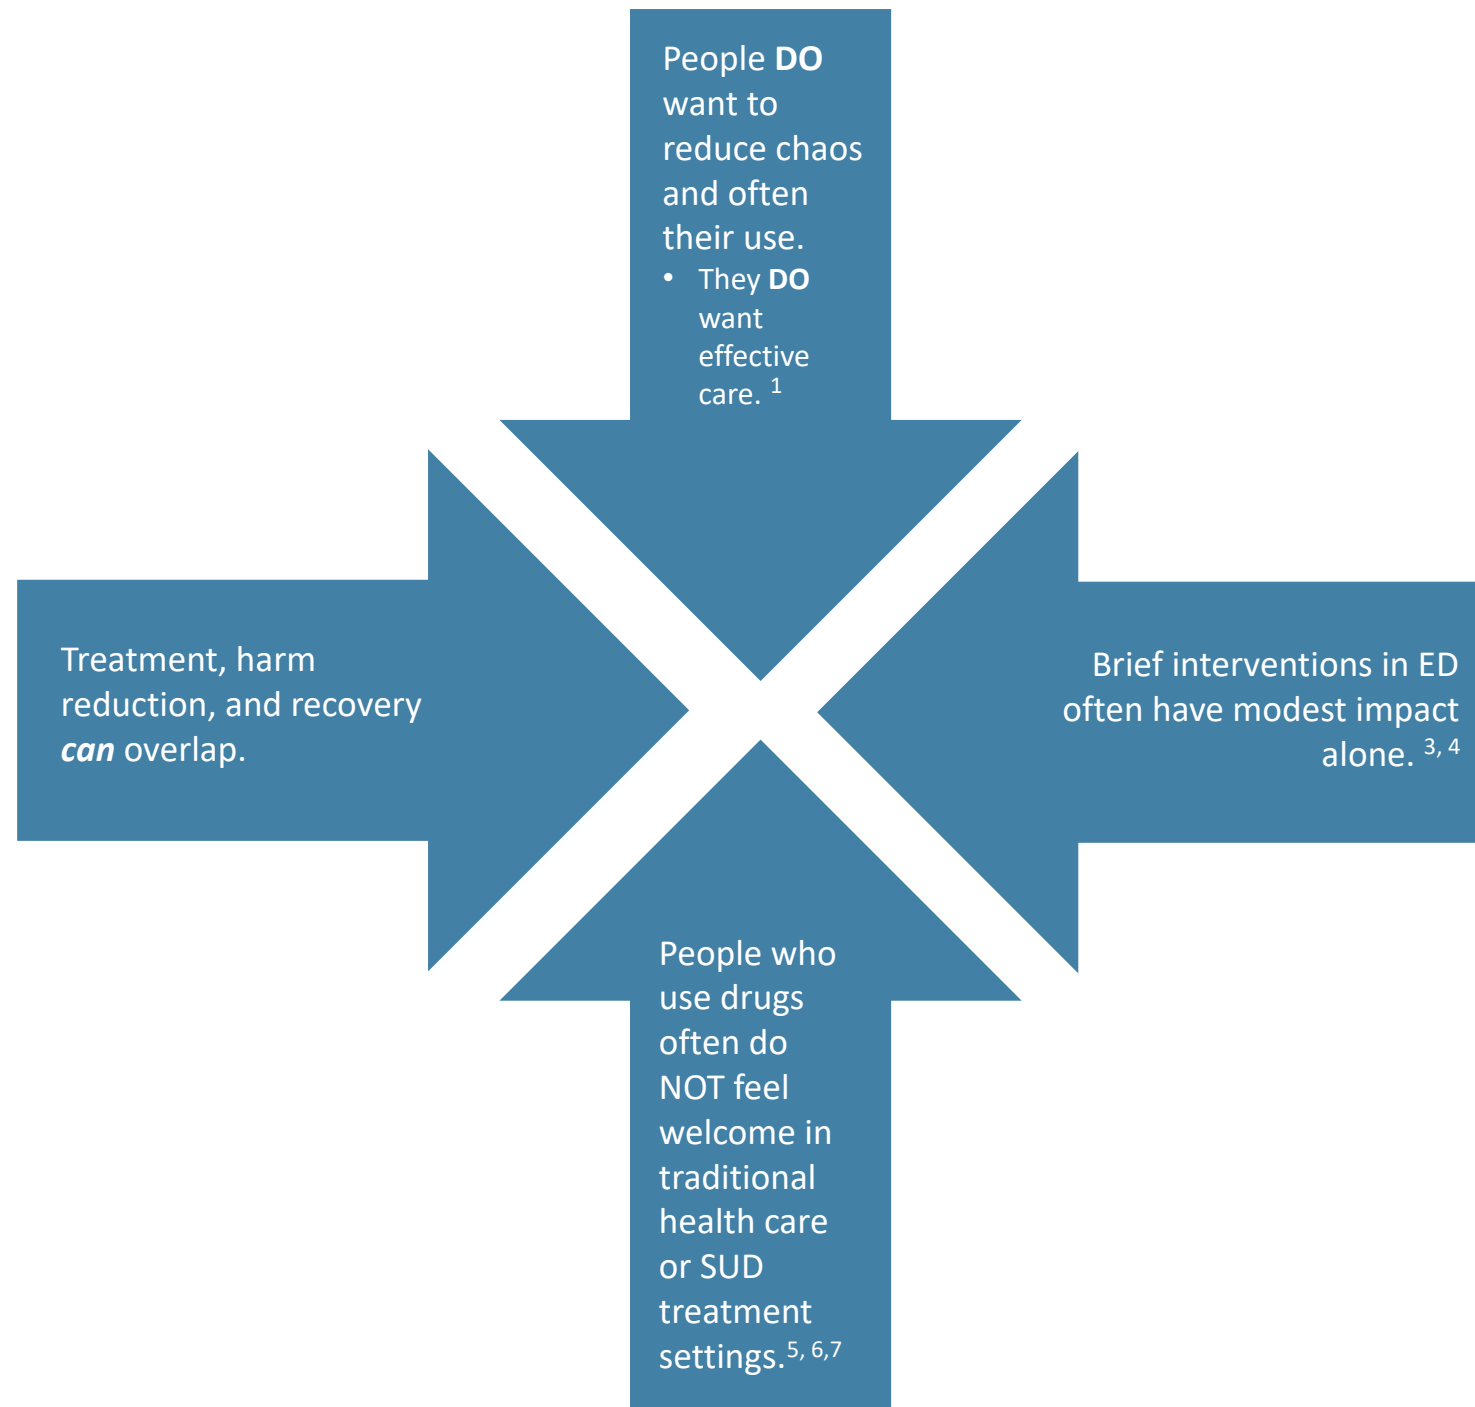 People DO
want to
reduce chaos
and often
their use.
• They DO
want
effective
care. 1
Treatment, harm
reduction, and recovery
can overlap.
Brief interventions in ED
often have modest impact
alone. 3, 4
People who
use drugs
often do
NOT feel
welcome in
traditional
health care
or SUD
treatment
settings.5, 6,7